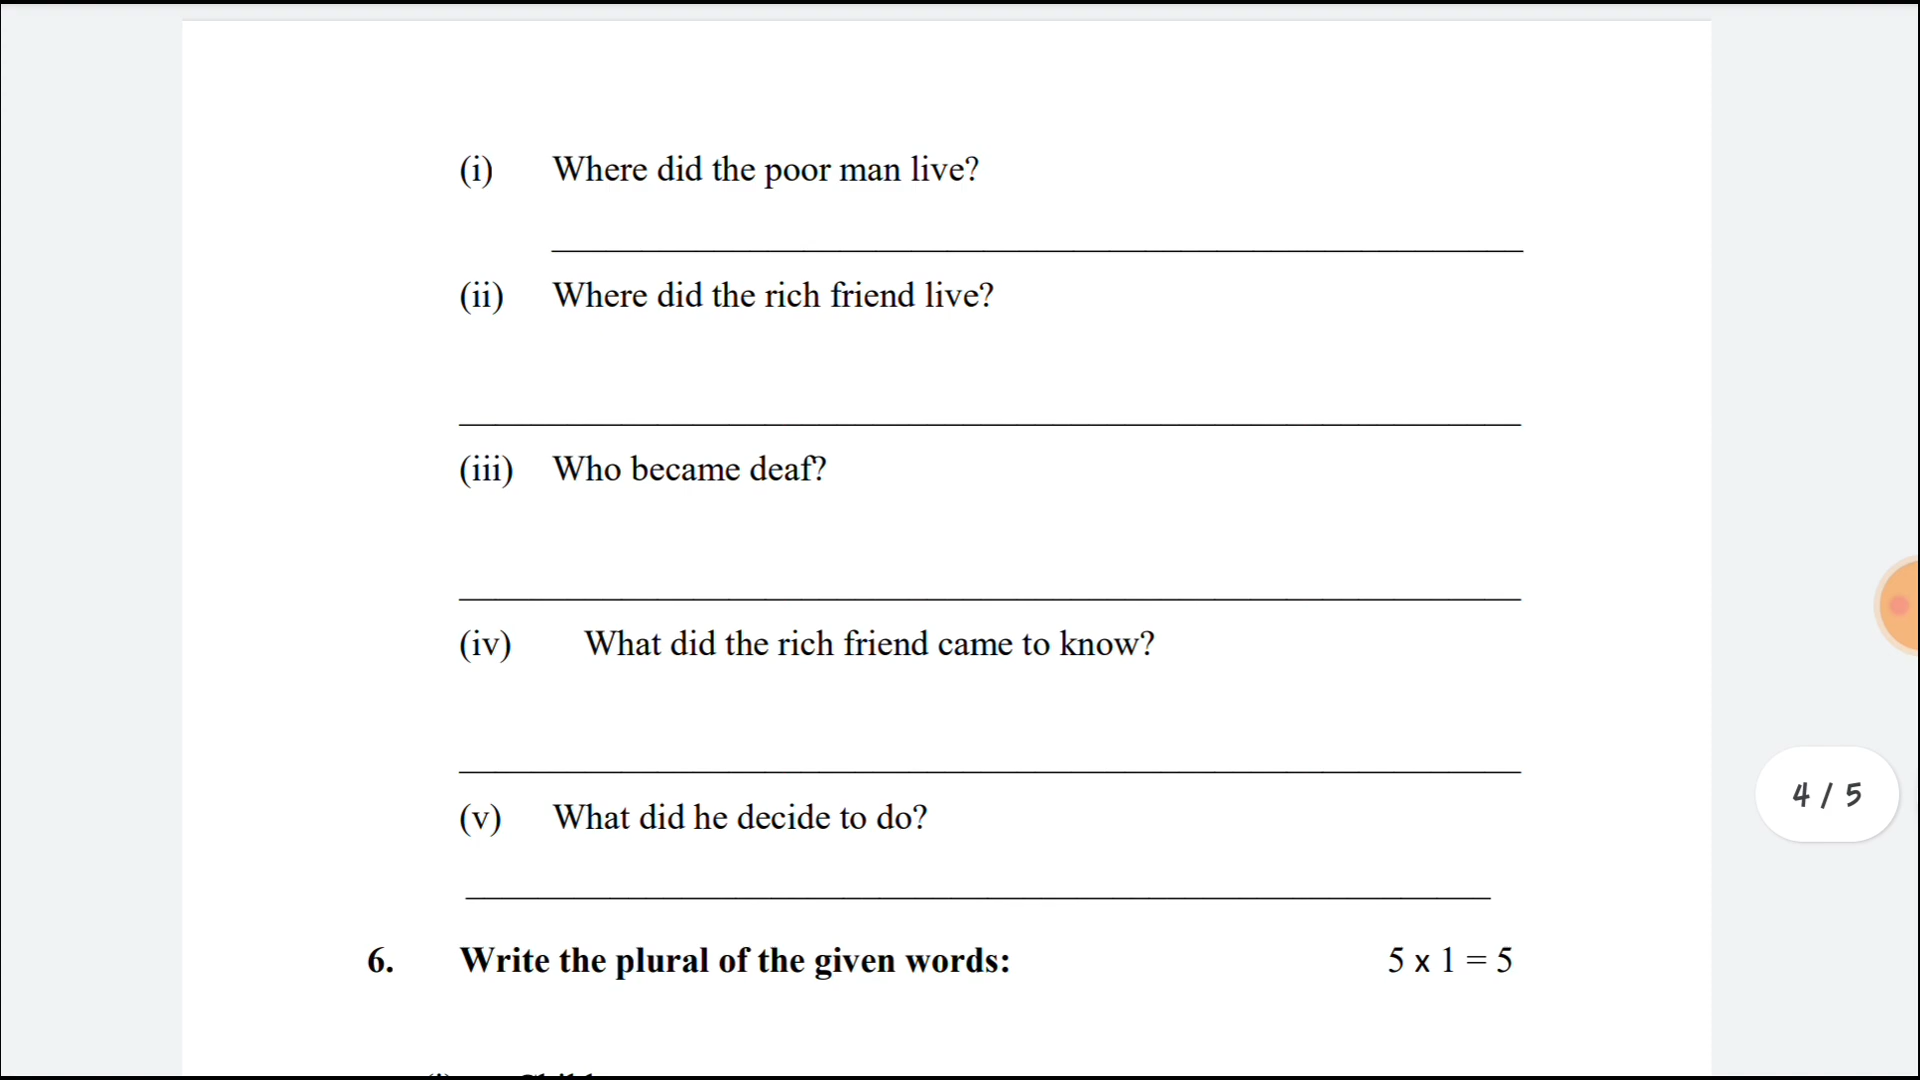 (i) Where did the poor man live?
(ii) Where did the rich friend live?
(iii) Who became deaf?
(iv) What did the rich friend came to know?
(v) What did he decide to do?
4 / 5
6. Write the plural of the given words: 5 x 1 = 5